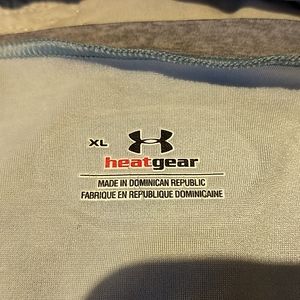 XL
heatgear
MADE IN DOMINICAN REPUBLIC
FABRIQUE EN REPUBLIQUE DOMINICAINE